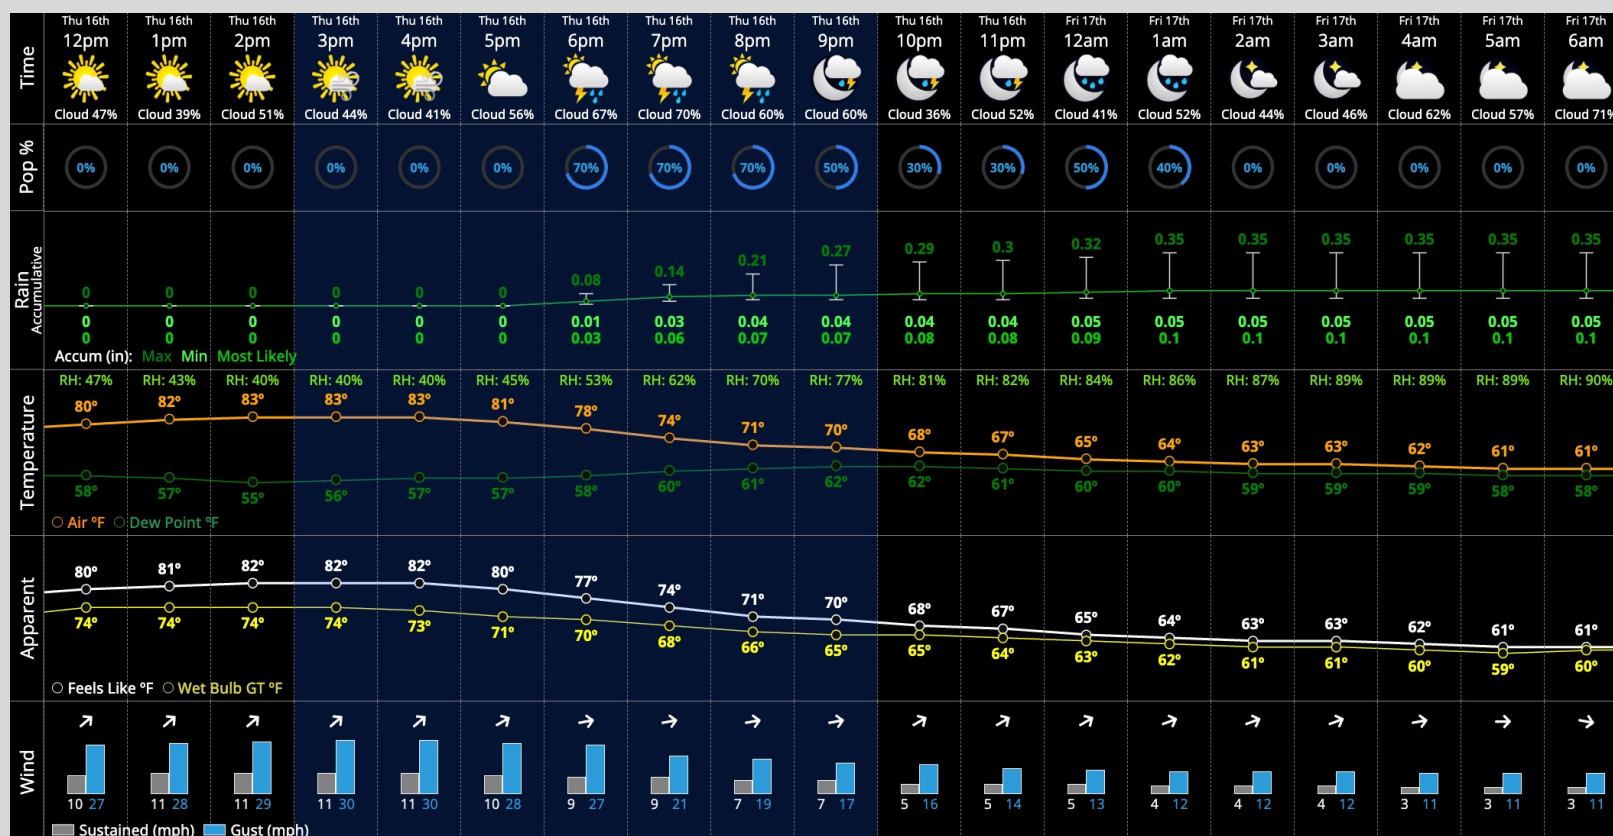 Time
Thu 16th Thu 16th Thu 16th Thu 16th Thu 16th Thu 16th Thu 16th Thu 16th Thu 16th Thu 16th Thu 16th Thu 16th Fri 17th Fri 17th Fri 17th Fri 17th Fri 17th Fri 17th Fri 17th
12pm 1pm 2pm 3pm 4pm 5pm 6pm 7pm 8pm 9pm 10pm 11pm 12am 1am 2am 3am 4am 5am 6am
Cloud 47% Cloud 39% Cloud 51% Cloud 44% Cloud 41% Cloud 56% Cloud 67% Cloud 70% Cloud 60% Cloud 60% Cloud 36% Cloud 52% Cloud 41% Cloud 52% Cloud 44% Cloud 46% Cloud 62% Cloud 57% Cloud 71%
Pop %
0% 0% 0% 0% 0% 0% 70% 70% 70% 50% 30% 30% 50% 40% 0% 0% 0% 0% 0%
Rain
Accumulative
0 0 0 0 0 0 0.08 0.14 0.21 0.27 0.29 0.3 0.32 0.35 0.35 0.35 0.35 0.35 0.35
0 0 0 0 0 0 0.01 0.03 0.04 0.04 0.04 0.04 0.05 0.05 0.05 0.05 0.05 0.05 0.05
0 0 0 0 0 0 0.03 0.06 0.07 0.07 0.08 0.08 0.09 0.1 0.1 0.1 0.1 0.1 0.1
Accum (in): Max Min Most Likely
Temperature
RH: 47% RH: 43% RH: 40% RH: 40% RH: 40% RH: 45% RH: 53% RH: 62% RH: 70% RH: 77% RH: 81% RH: 82% RH: 84% RH: 86% RH: 87% RH: 89% RH: 89% RH: 89% RH: 90%
80° 82° 83° 83° 83° 81° 78° 74° 71° 70° 68° 67° 65° 64° 63° 63° 62° 61° 61°
58° 57° 55° 56° 57° 57° 58° 60° 61° 62° 62° 61° 60° 60° 59° 59° 59° 58° 58°
Air ºF Dew Point ºF
Apparent
80° 81° 82° 82° 82° 80° 77° 74° 71° 70° 68° 67° 65° 64° 63° 63° 62° 61° 61°
74° 74° 74° 74° 73° 71° 70° 68° 66° 65° 65° 64° 63° 62° 61° 61° 60° 59° 60°
Feels Like ºF Wet Bulb GT ºF
Wind
10 27 11 28 11 29 11 30 11 30 10 28 9 27 9 21 7 19 7 17 5 16 5 14 5 13 4 12 4 12 4 12 3 11 3 11 3 11
Sustained (mph) Gust (mph)